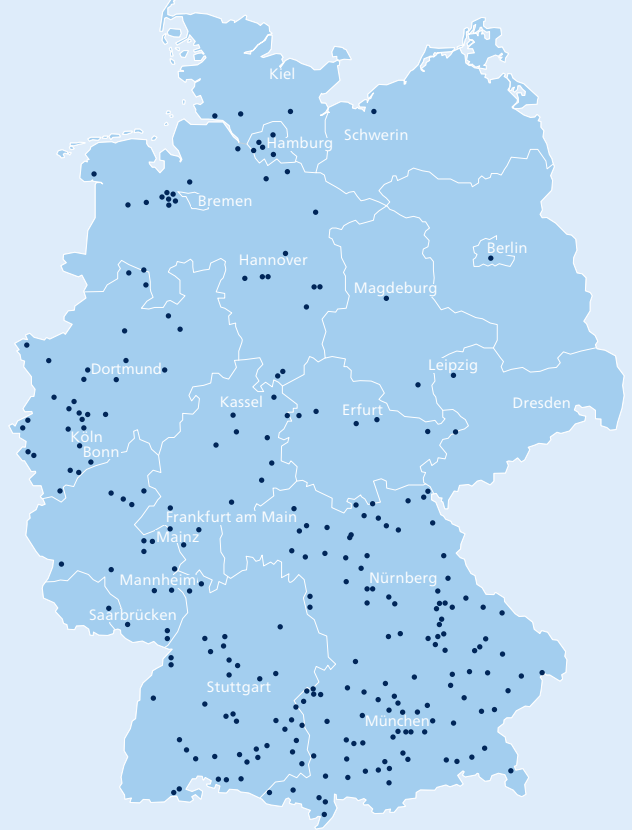 Kiel
Schwerin
Hamburg
Bremen
Berlin
Hannover
Magdeburg
Leipzig
Dortmund
Kassel
Erfurt
Dresden
Köln
Bonn
Frankfurt am Main
Mainz
Mannheim
Nürnberg
Saarbrücken
Stuttgart
München